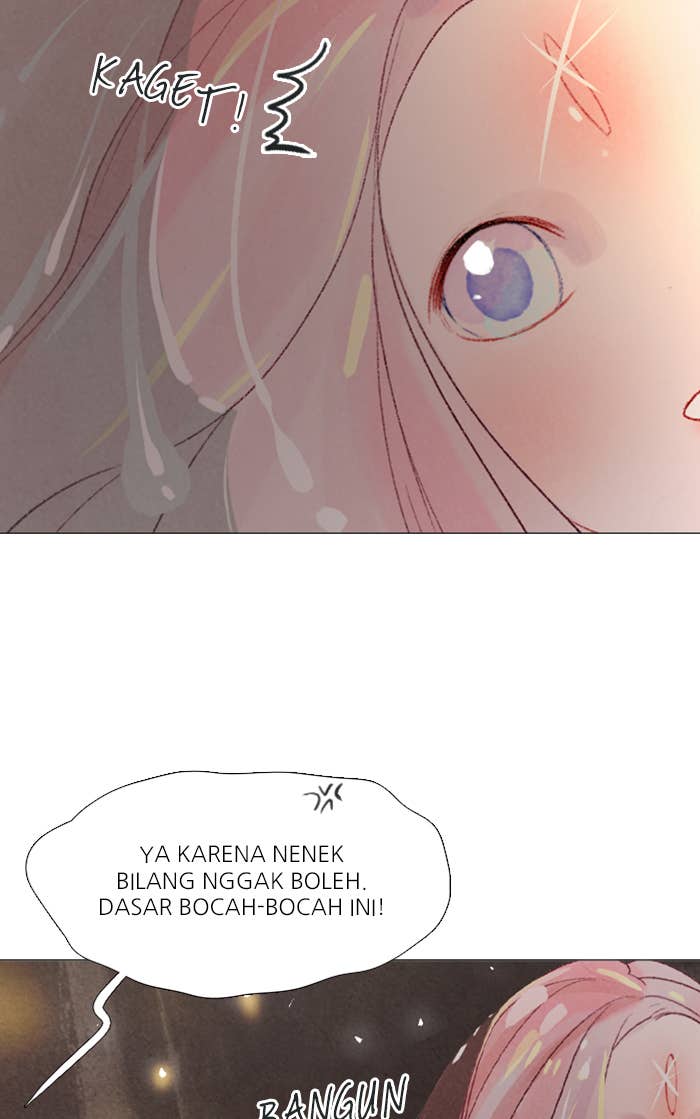 KAGET!
YA KARENA NENEK
BILANG NGGAK BOLEH.
DASAR BOCAH-BOCAH INI!
BANGUN